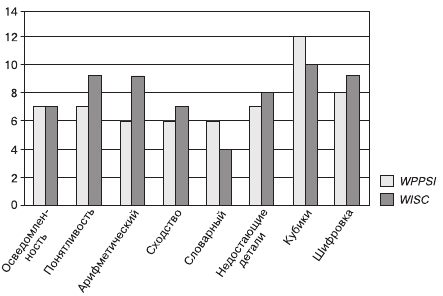 14
12
10
8
6
4
2
0
Осведомлен-
ность
Понятливость
Арифметический
Сходство
Словарный
Недостающие
детали
Кубики
Шифровка
WPPSI
WISC